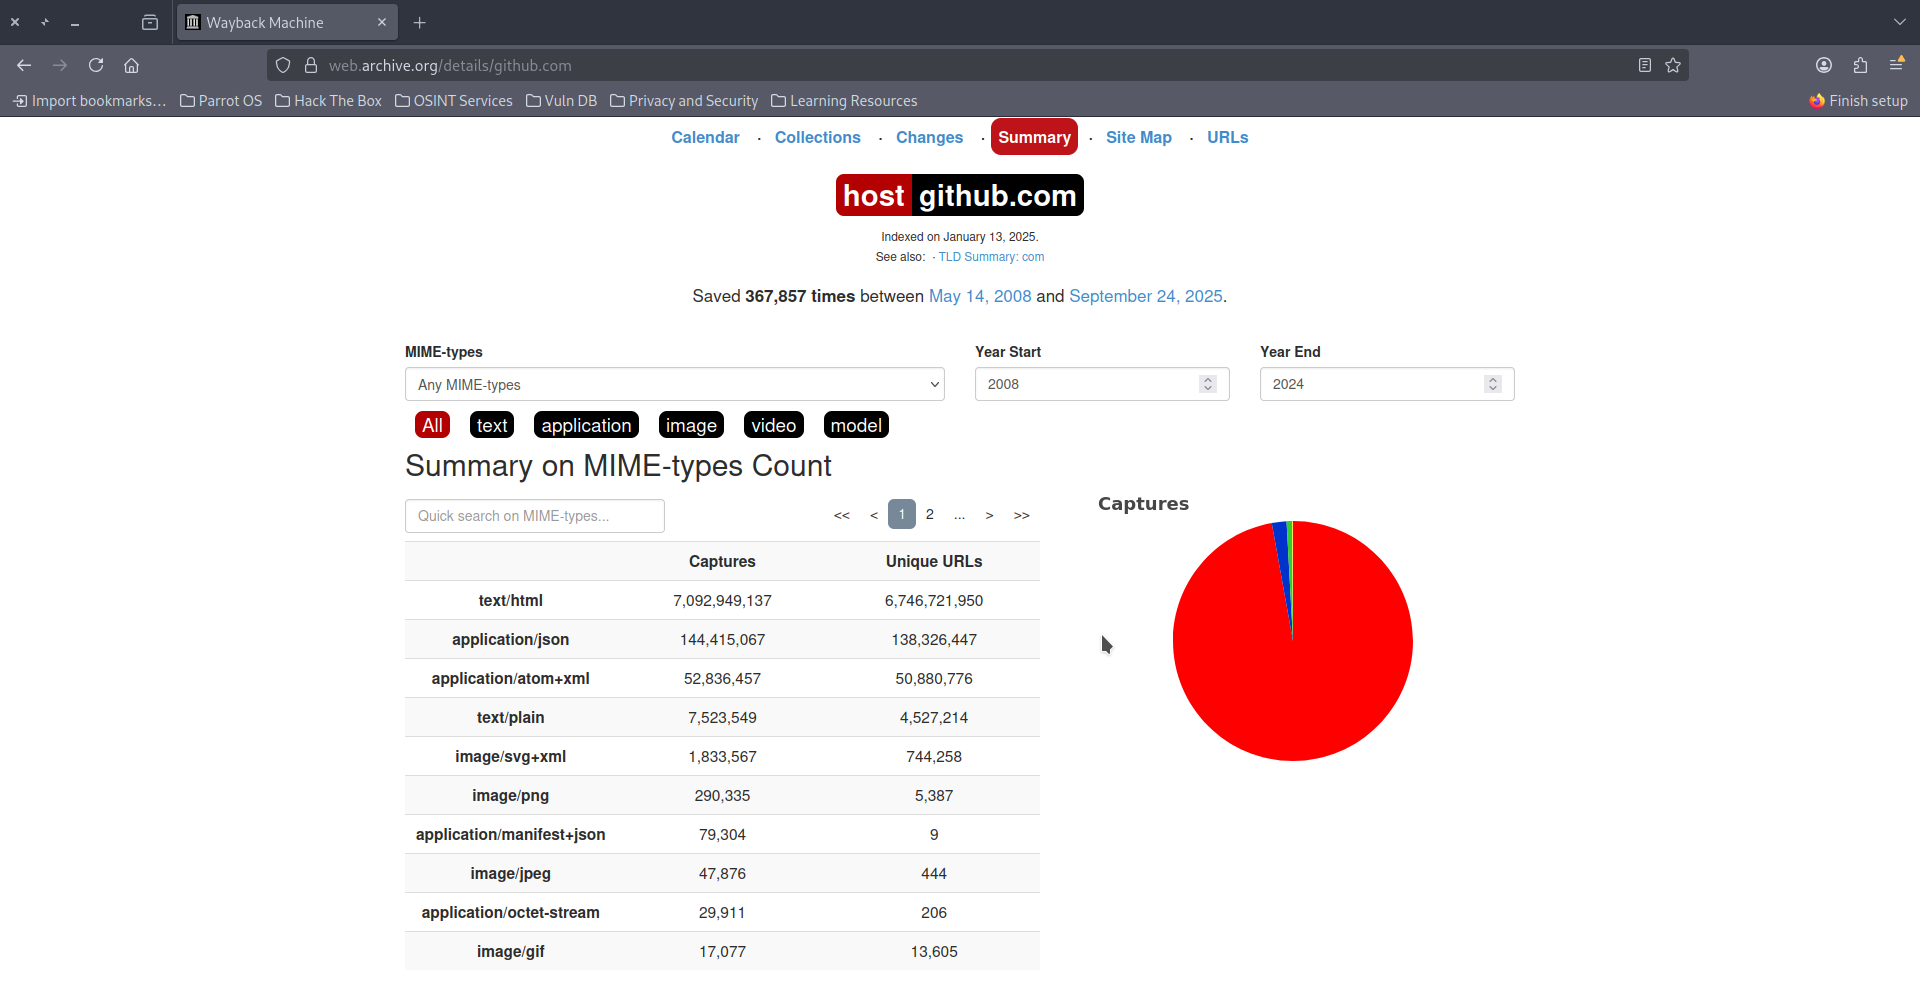 Wayback Machine
web.archive.org/details/github.com
Import bookmarks... Parrot OS Hack The Box OSINT Services Vuln DB Privacy and Security Learning Resources Finish setup
Calendar · Collections · Changes · Summary · Site Map · URLs
host github.com
Indexed on January 13, 2025.
See also: · TLD Summary: com
Saved 367,857 times between May 14, 2008 and September 24, 2025.
MIME-types Year Start Year End
Any MIME-types 2008 2024
All text application image video model
Summary on MIME-types Count
Quick search on MIME-types... << < 1 2 ... > >>
Captures
Captures Unique URLs
text/html 7,092,949,137 6,746,721,950
application/json 144,415,067 138,326,447
application/atom+xml 52,836,457 50,880,776
text/plain 7,523,549 4,527,214
image/svg+xml 1,833,567 744,258
image/png 290,335 5,387
application/manifest+json 79,304 9
image/jpeg 47,876 444
application/octet-stream 29,911 206
image/gif 17,077 13,605